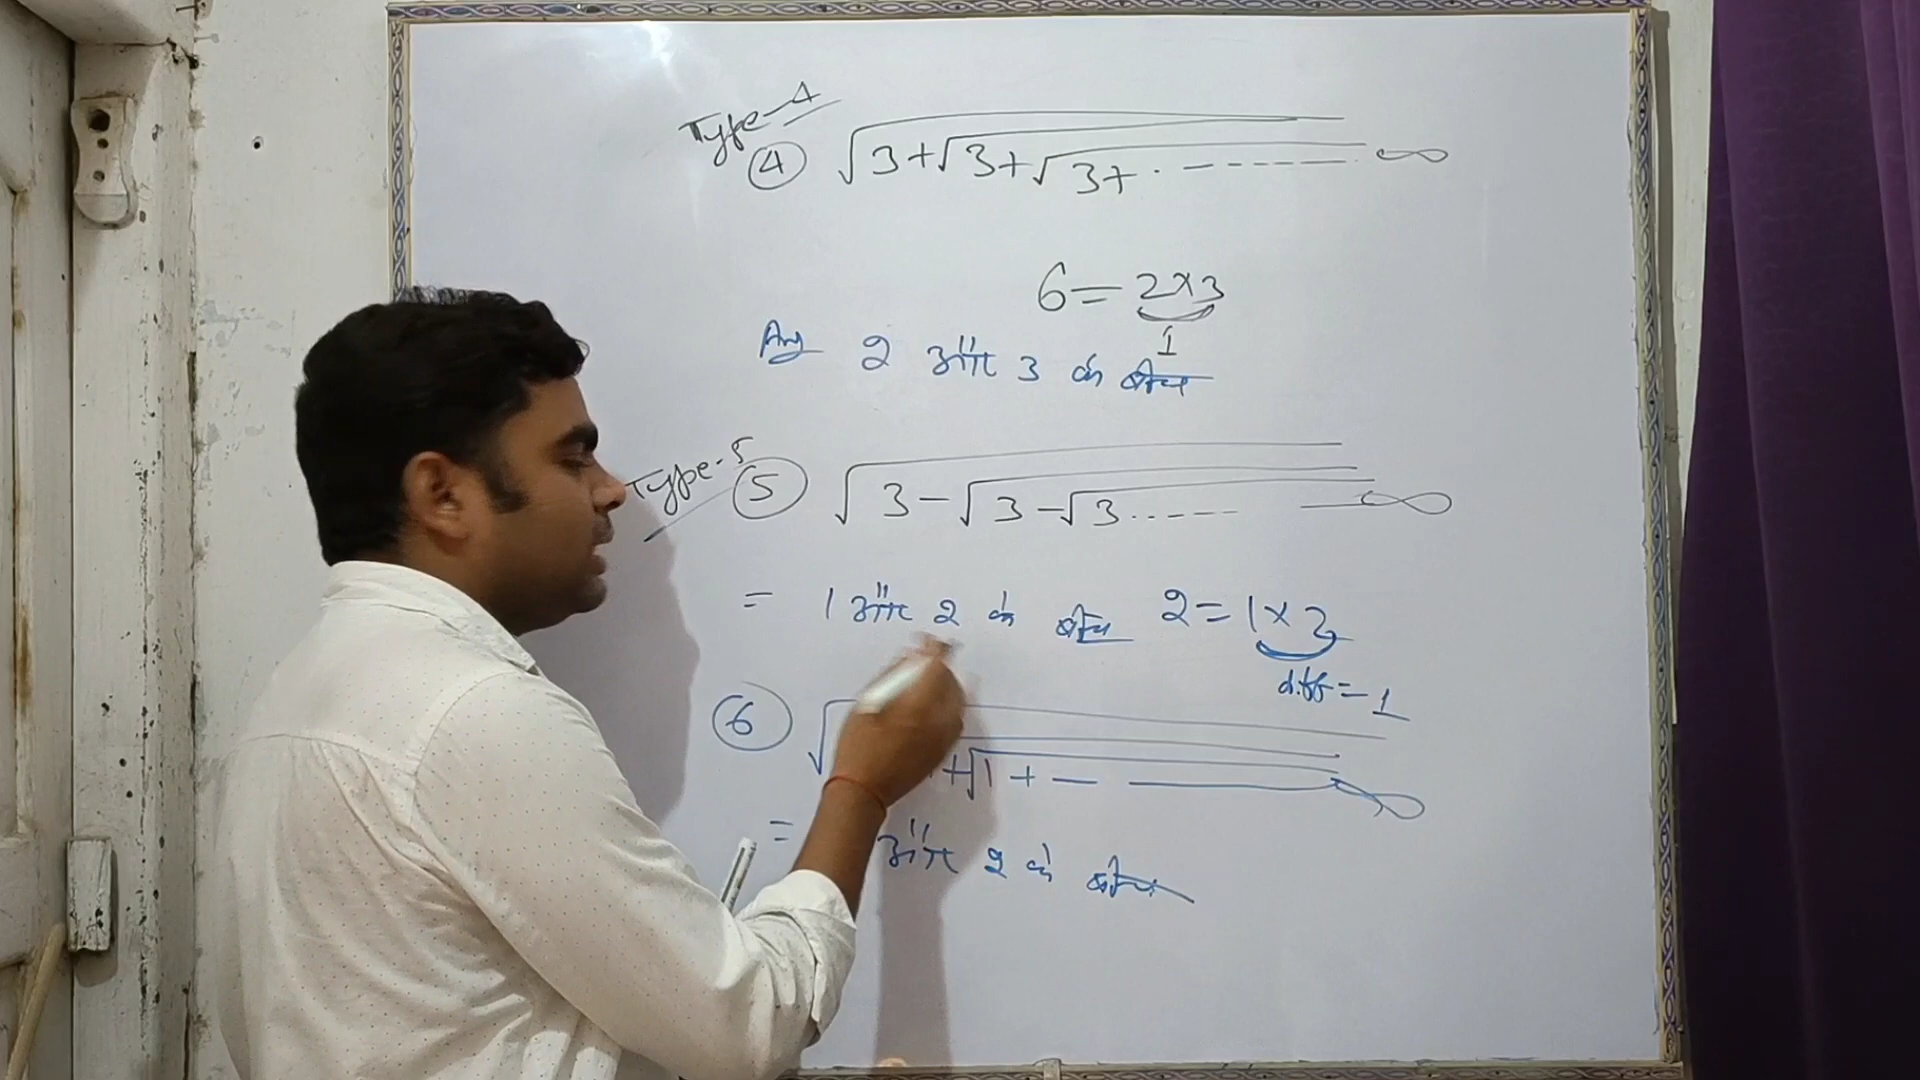 Type-4
④ √3+√3+√3+. ------ ∞
6=2×3
1
Ans 2 और 3 के बीच
Type-5
⑤ √3-√3-√3...... ∞
= 1 और 2 के बीच 2=1×2
diff=1
⑥ +√1+— — ∞
= और 2 के बीच